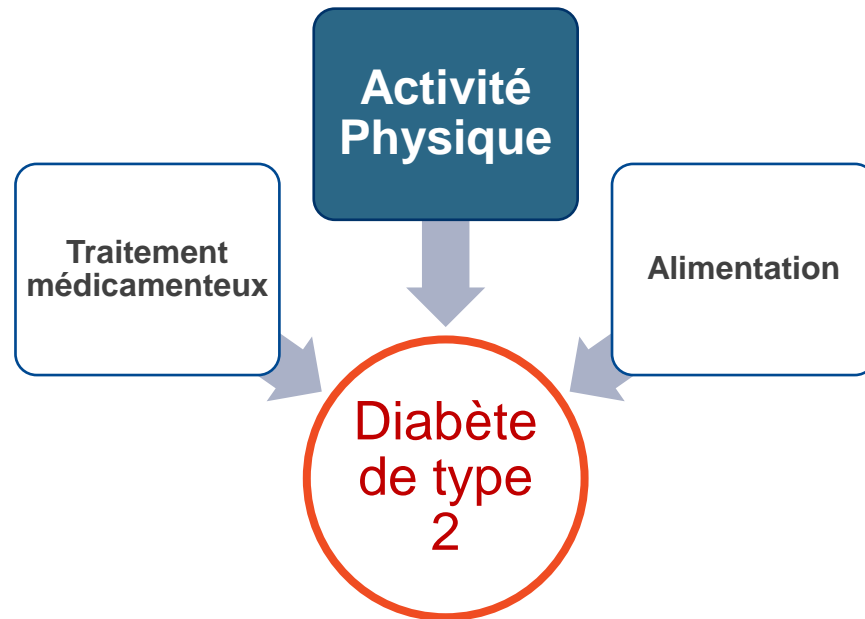 Activité
Physique
Traitement
médicamenteux
Alimentation
Diabète
de type
2